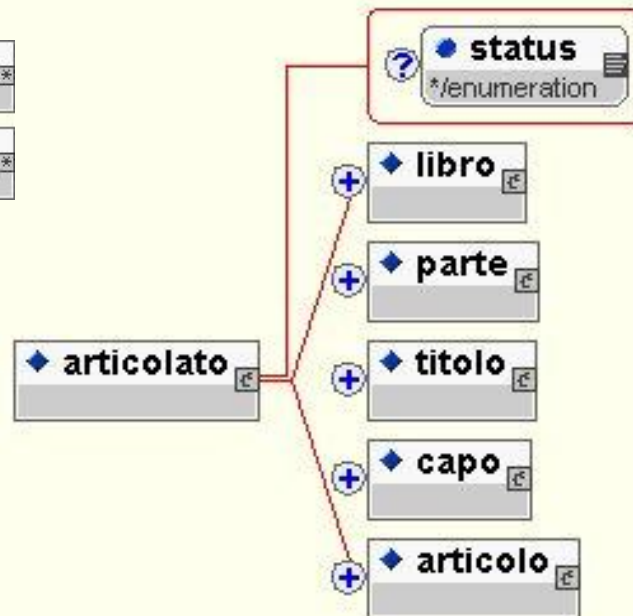 *
*
? status
*/enumeration
+ libro
+ parte
articolato
+ titolo
+ capo
+ articolo